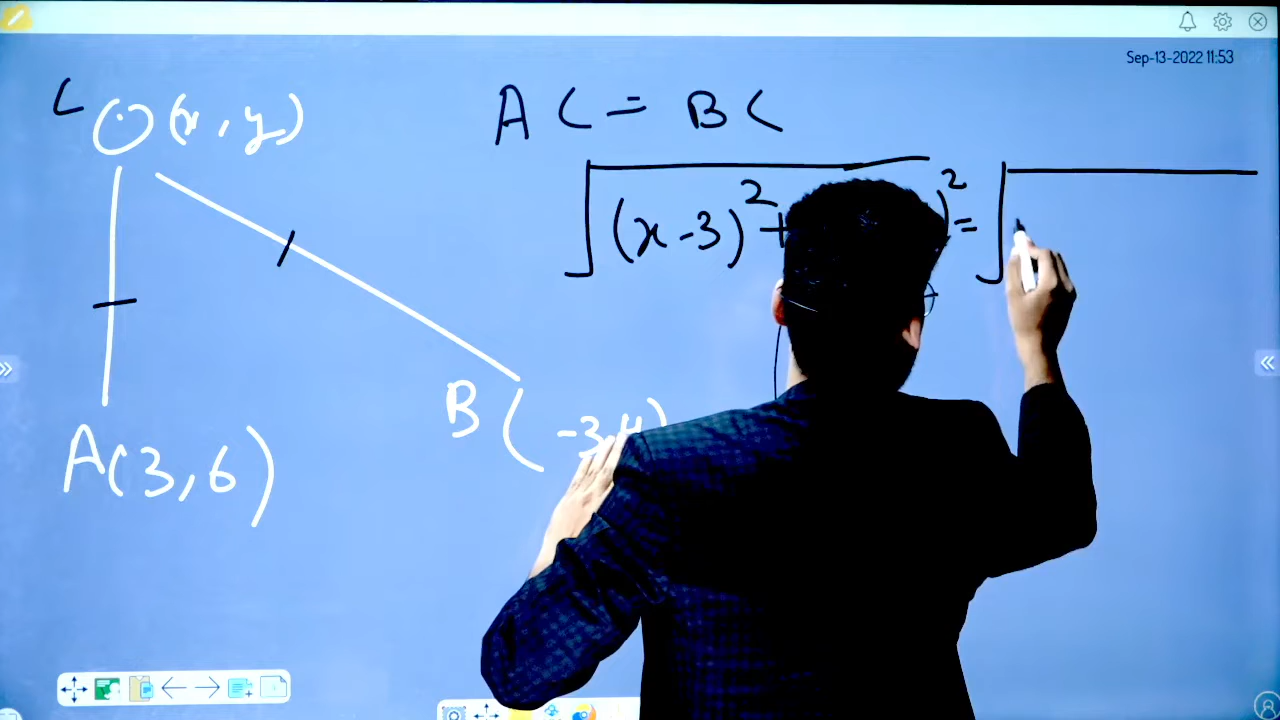 Sep-13-2022 11:53
C (x, y)
AC = BC
√(x-3)²+ )² = √
B(-3,4)
A(3,6)